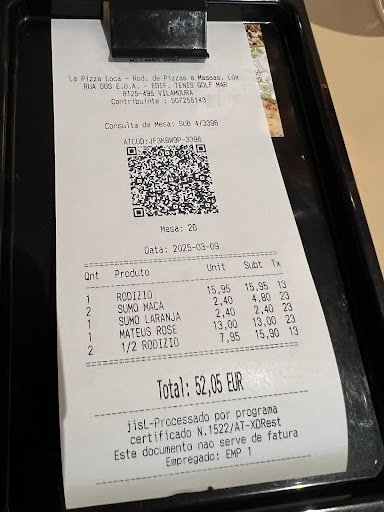 La Pizza Loca - Rod. de Pizzas e Massas, Lda
RUA DOS E.U.A. - EDIF. TENIS GOLF MAR
8125-495 VILAMOURA
Contribuinte : 507255143
Consulta de Mesa: SUB 4/3396
ATCUD:JF3K6W9P-3396
Mesa: 26
Data: 2025-03-09
Qnt Produto Unit Subt Tx
1 RODIZIO 15,95 15,95 13
2 SUMO MACA 2,40 4,80 23
1 SUMO LARANJA 2,40 2,40 23
1 MATEUS ROSE 13,00 13,00 23
2 1/2 RODIZIO 7,95 15,90 13
Total: 52,05 EUR
jisL-Processado por programa
certificado N.1522/AT-XDRest
Este documento nao serve de fatura
Empregado: EMP 1